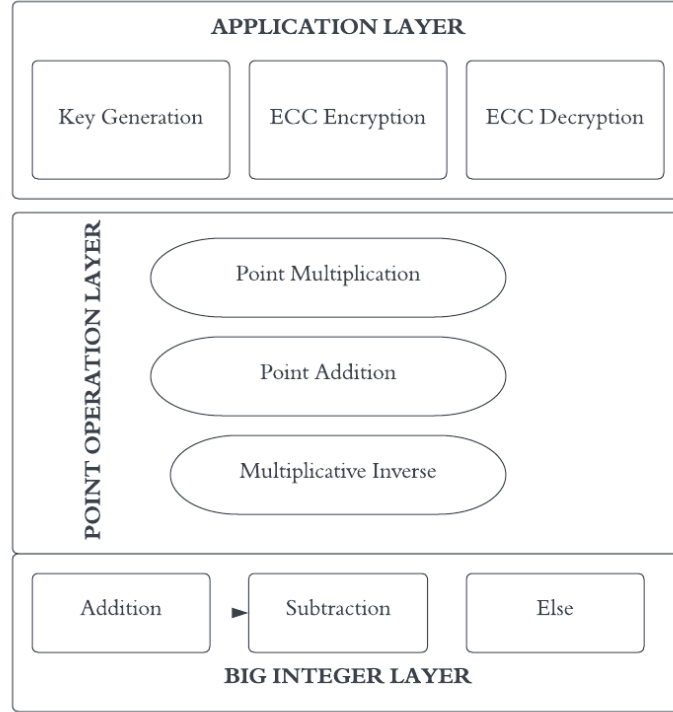 APPLICATION LAYER
Key Generation
ECC Encryption
ECC Decryption
POINT OPERATION LAYER
Point Multiplication
Point Addition
Multiplicative Inverse
Addition
Subtraction
Else
BIG INTEGER LAYER